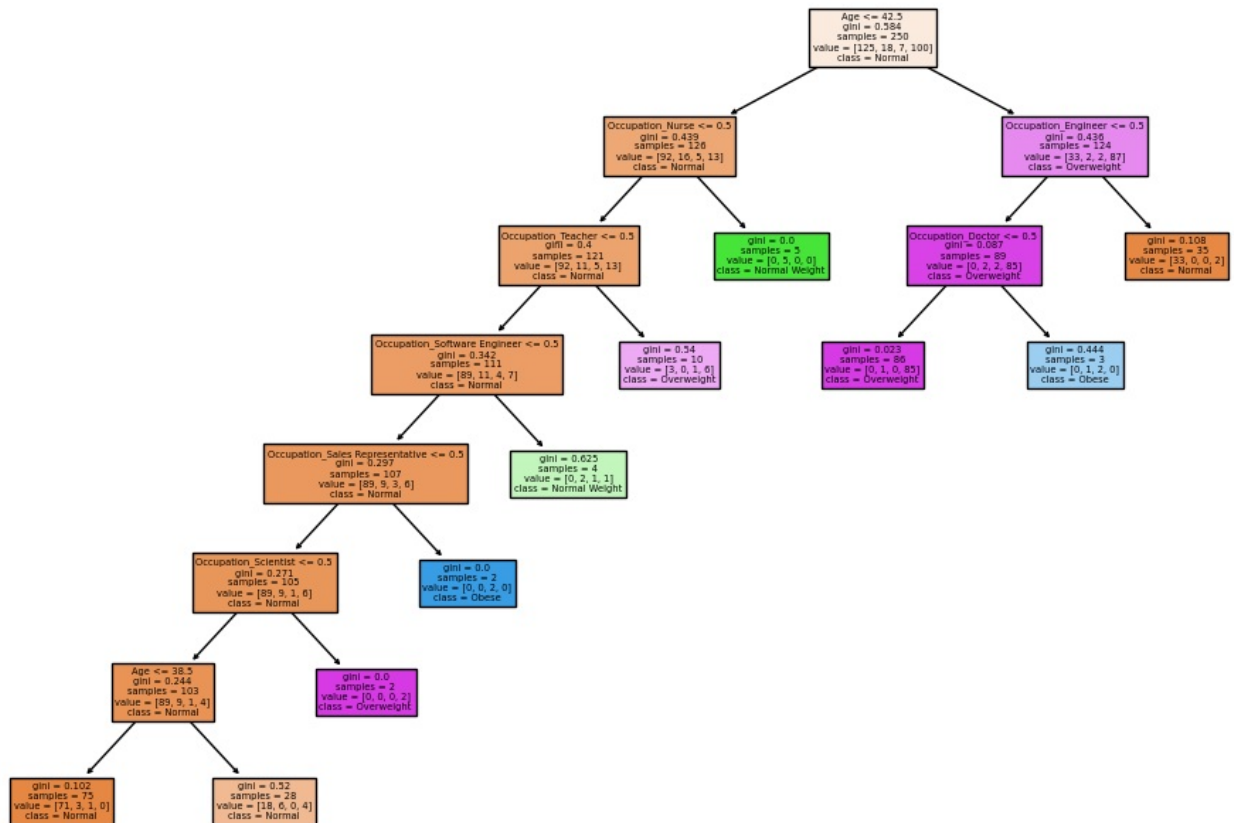 Age <= 42.5
gini = 0.584
samples = 250
value = [125, 18, 7, 100]
class = Normal
Occupation_Nurse <= 0.5
gini = 0.439
samples = 126
value = [92, 16, 5, 13]
class = Normal
Occupation_Engineer <= 0.5
gini = 0.436
samples = 124
value = [33, 2, 2, 87]
class = Overweight
Occupation_Teacher <= 0.5
gini = 0.4
samples = 121
value = [92, 11, 5, 13]
class = Normal
gini = 0.0
samples = 5
value = [0, 5, 0, 0]
class = Normal Weight
Occupation_Doctor <= 0.5
gini = 0.087
samples = 89
value = [0, 2, 2, 85]
class = Overweight
gini = 0.108
samples = 35
value = [33, 0, 0, 2]
class = Normal
Occupation_Software Engineer <= 0.5
gini = 0.342
samples = 111
value = [89, 11, 4, 7]
class = Normal
gini = 0.54
samples = 10
value = [3, 0, 1, 6]
class = Overweight
gini = 0.023
samples = 86
value = [0, 1, 0, 85]
class = Overweight
gini = 0.444
samples = 3
value = [0, 1, 2, 0]
class = Obese
Occupation_Sales Representative <= 0.5
gini = 0.297
samples = 107
value = [89, 9, 3, 6]
class = Normal
gini = 0.625
samples = 4
value = [0, 2, 1, 1]
class = Normal Weight
Occupation_Scientist <= 0.5
gini = 0.271
samples = 105
value = [89, 9, 1, 6]
class = Normal
gini = 0.0
samples = 2
value = [0, 0, 2, 0]
class = Obese
Age <= 38.5
gini = 0.244
samples = 103
value = [89, 9, 1, 4]
class = Normal
gini = 0.0
samples = 2
value = [0, 0, 0, 2]
class = Overweight
gini = 0.102
samples = 75
value = [71, 3, 1, 0]
class = Normal
gini = 0.52
samples = 28
value = [18, 6, 0, 4]
class = Normal